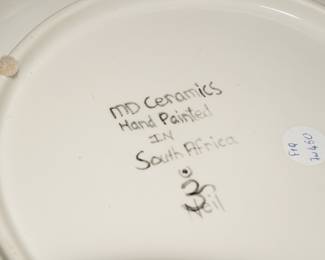 MD Ceramics
Hand Painted
IN
South Africa
Neil